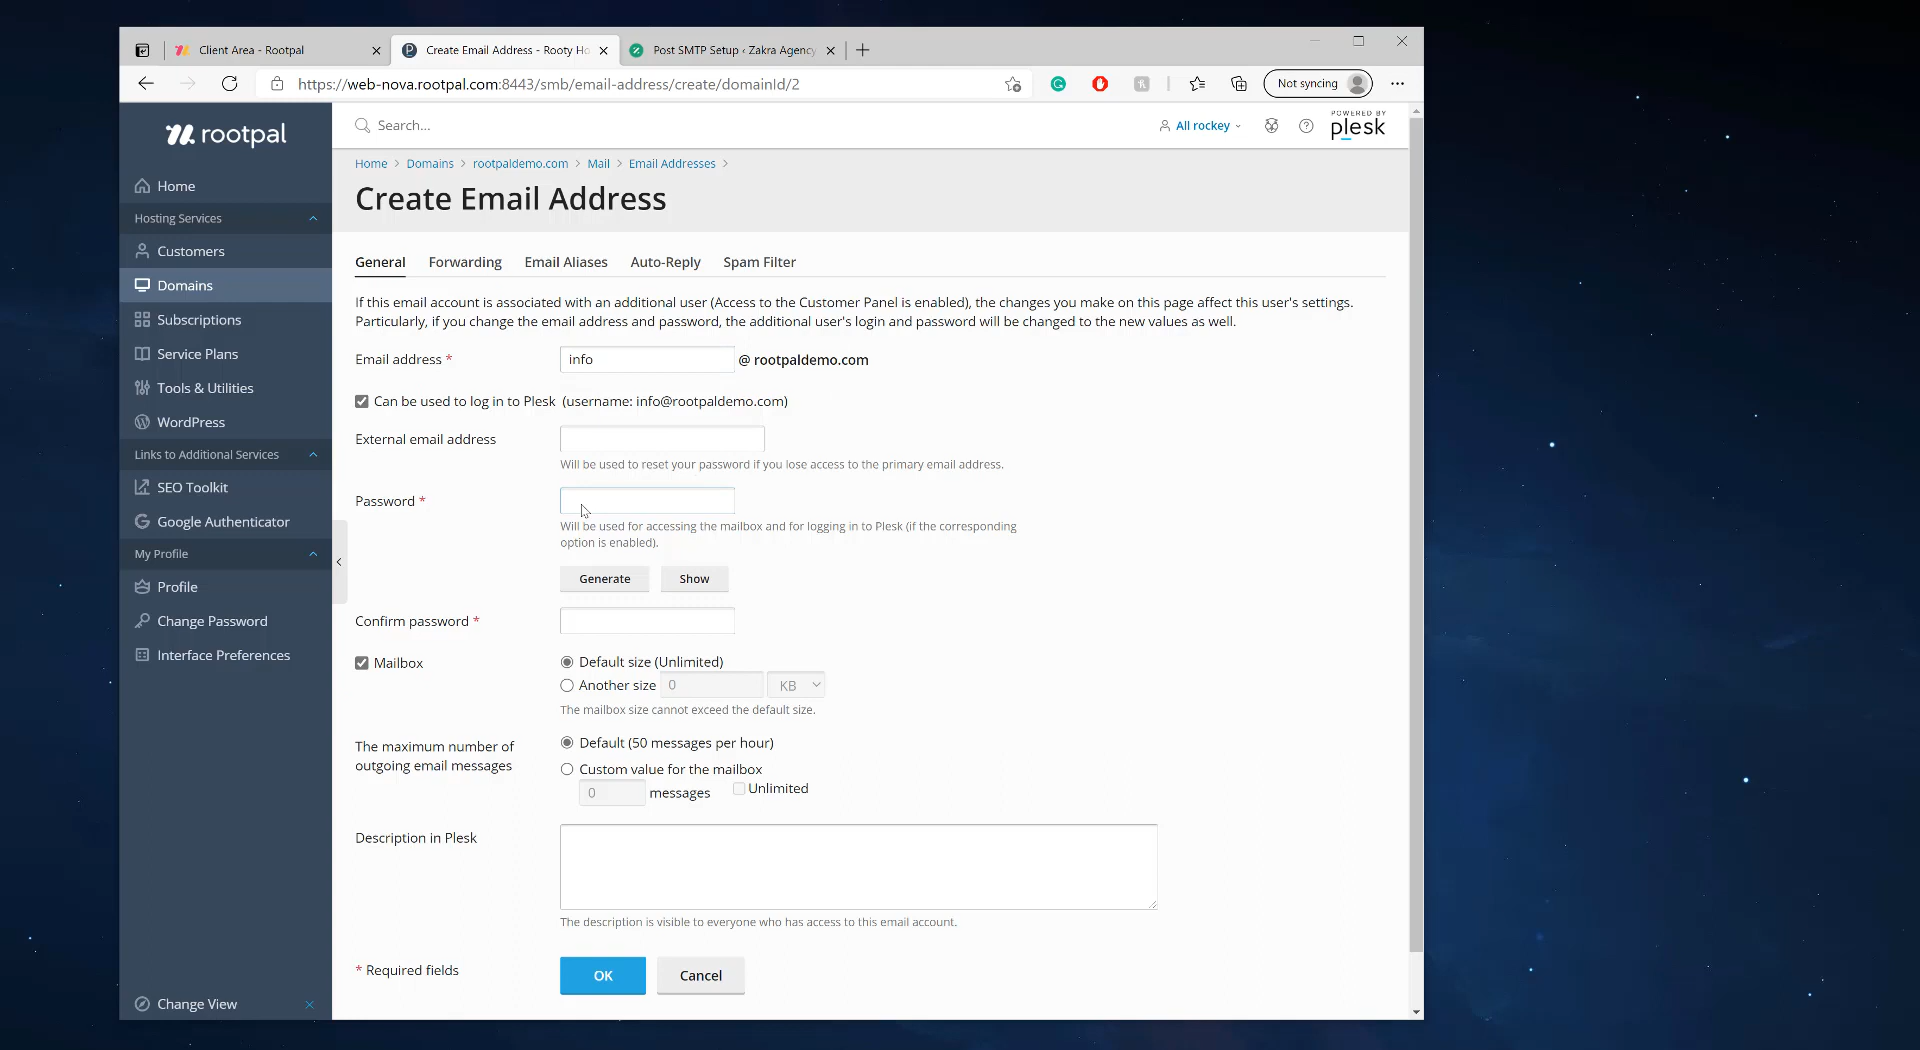 Client Area - Rootpal
Create Email Address - Rooty Ho
Post SMTP Setup ‹ Zakra Agency
https://web-nova.rootpal.com:8443/smb/email-address/create/domainId/2
Not syncing
rootpal
Search...
All rockey
POWERED BY
plesk
Home
Hosting Services
Customers
Domains
Subscriptions
Service Plans
Tools & Utilities
WordPress
Links to Additional Services
SEO Toolkit
Google Authenticator
My Profile
Profile
Change Password
Interface Preferences
Change View
Home > Domains > rootpaldemo.com > Mail > Email Addresses >
Create Email Address
General Forwarding Email Aliases Auto-Reply Spam Filter
If this email account is associated with an additional user (Access to the Customer Panel is enabled), the changes you make on this page affect this user's settings.
Particularly, if you change the email address and password, the additional user's login and password will be changed to the new values as well.
Email address * info @ rootpaldemo.com
Can be used to log in to Plesk (username: info@rootpaldemo.com)
External email address
Will be used to reset your password if you lose access to the primary email address.
Password *
Will be used for accessing the mailbox and for logging in to Plesk (if the corresponding
option is enabled).
Generate Show
Confirm password *
Mailbox Default size (Unlimited)
Another size 0 KB
The mailbox size cannot exceed the default size.
The maximum number of
outgoing email messages
Default (50 messages per hour)
Custom value for the mailbox
0 messages Unlimited
Description in Plesk
The description is visible to everyone who has access to this email account.
* Required fields OK Cancel